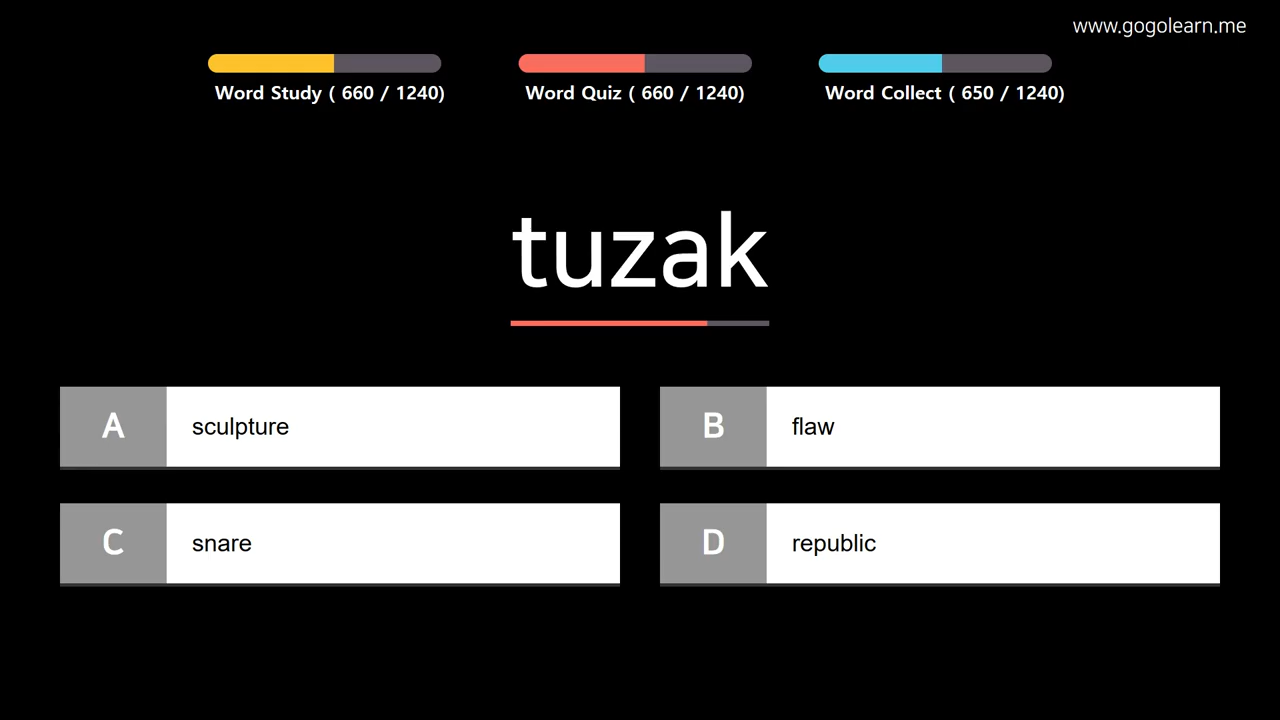 www.gogolearn.me
Word Study ( 660 / 1240)
Word Quiz ( 660 / 1240)
Word Collect ( 650 / 1240)
tuzak
A
sculpture
B
flaw
C
snare
D
republic